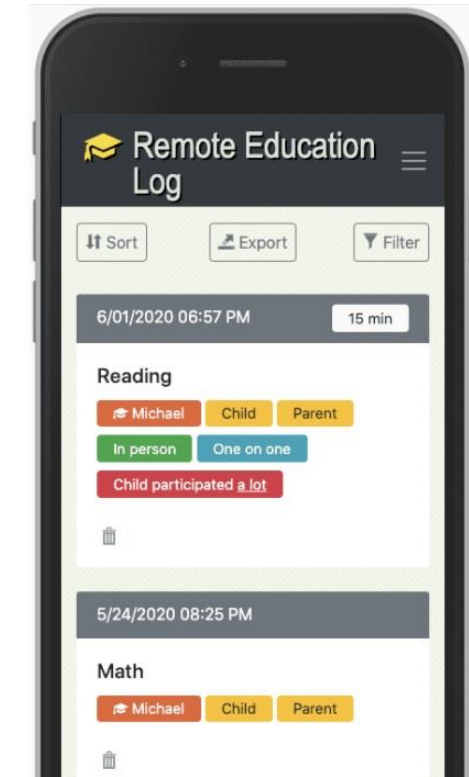 Remote Education
Log
Sort Export Filter
6/01/2020 06:57 PM 15 min
Reading
Michael Child Parent
In person One on one
Child participated a lot
5/24/2020 08:25 PM
Math
Michael Child Parent